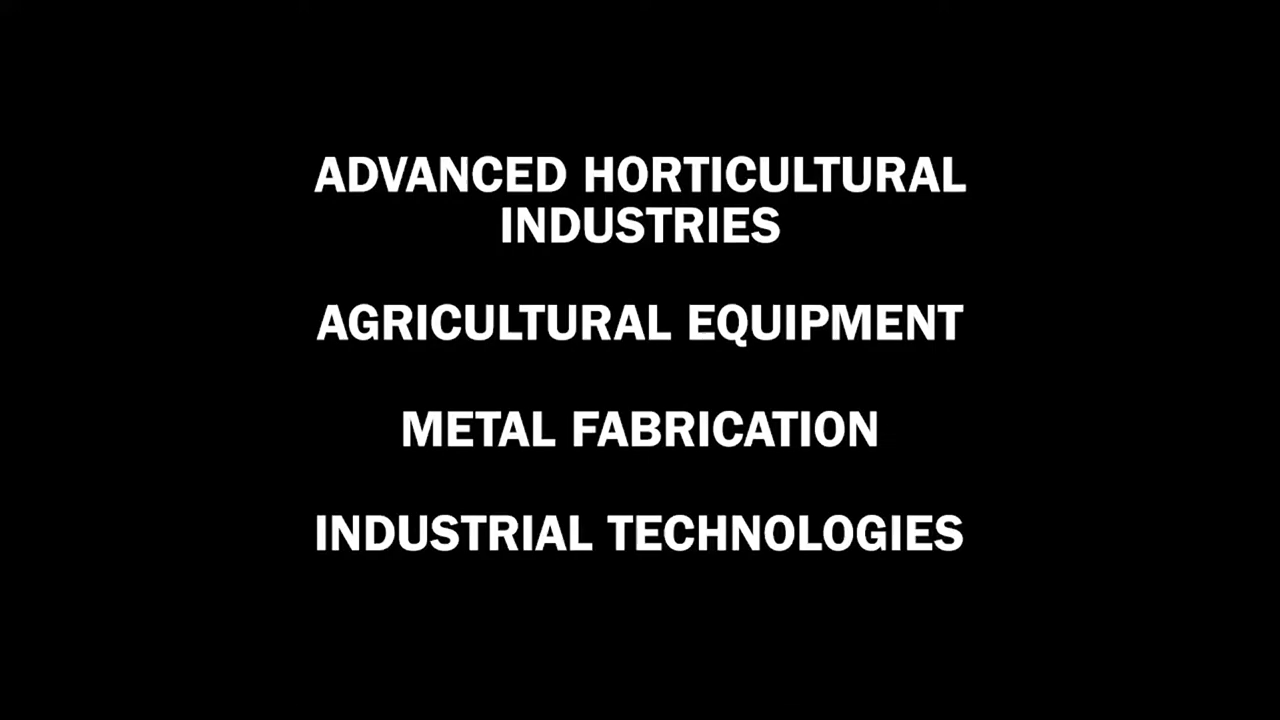 ADVANCED HORTICULTURAL
INDUSTRIES
AGRICULTURAL EQUIPMENT
METAL FABRICATION
INDUSTRIAL TECHNOLOGIES